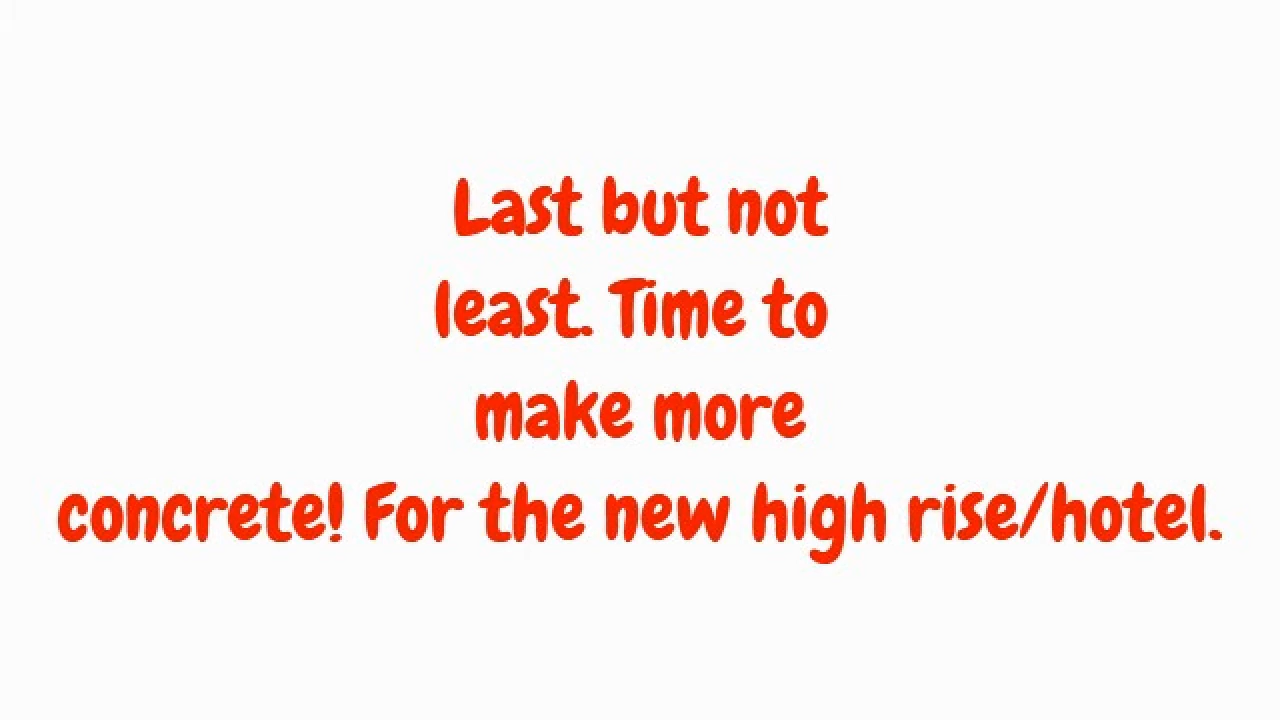 Last but not
least. Time to
make more
concrete! For the new high rise/hotel.